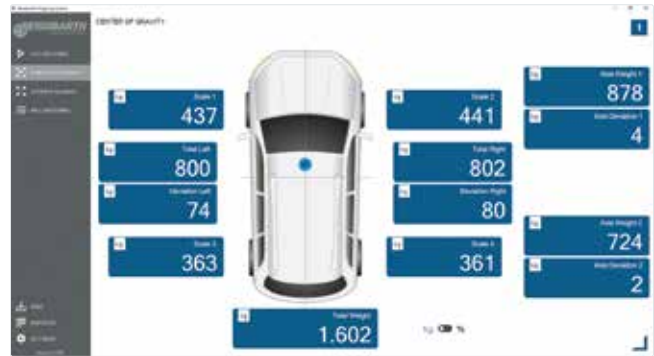 CENTER OF GRAVITY
1
kg
Scale 1
437
kg
Scale 2
441
kg
Axle Weight 1
878
kg
Axle Deviation 1
4
kg
Total Left
800
kg
Total Right
802
kg
Deviation Left
74
kg
Deviation Right
80
kg
Scale 3
363
kg
Scale 4
361
kg
Axle Weight 2
724
kg
Axle Deviation 2
2
kg
Total Weight
1.602
kg %